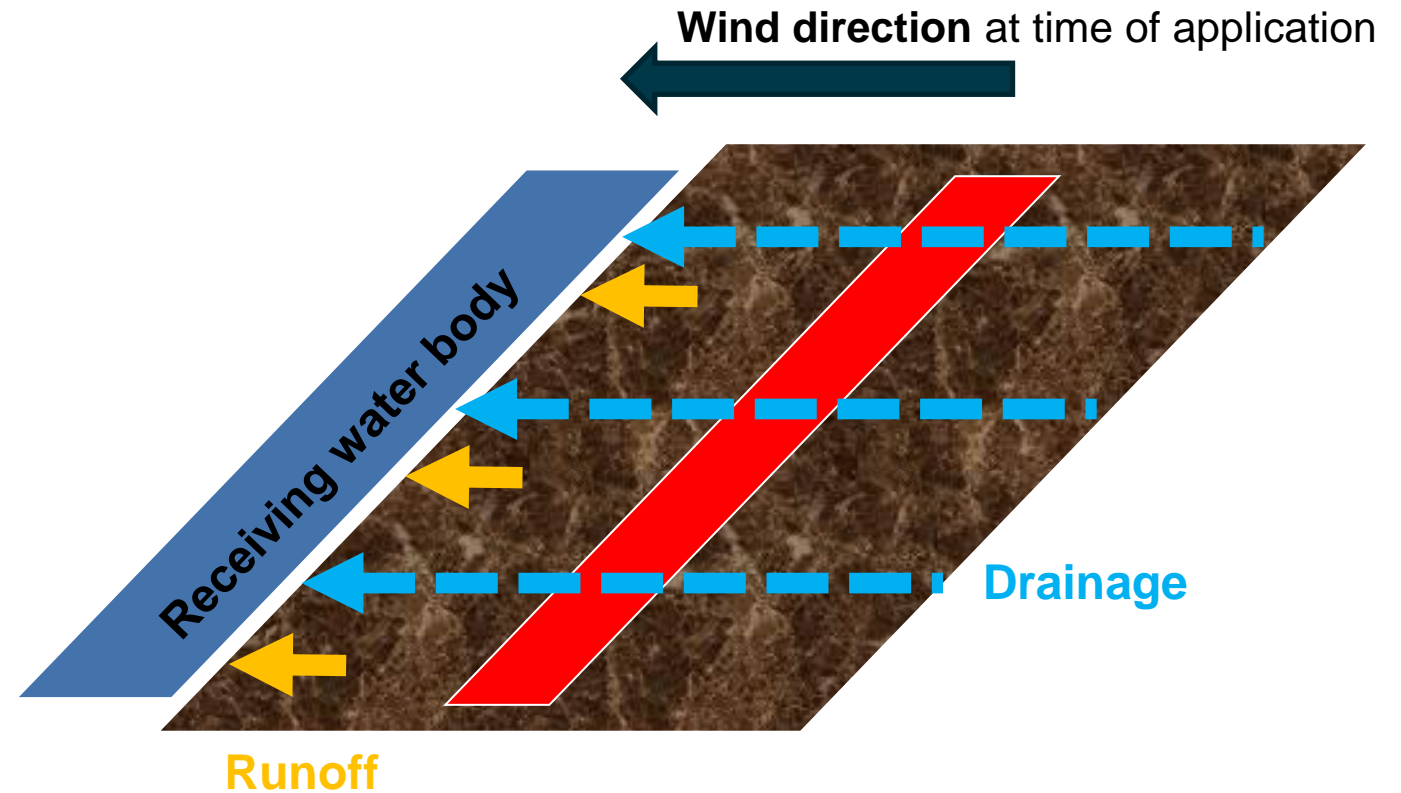 Wind direction at time of application
Receiving water body
Drainage
Runoff